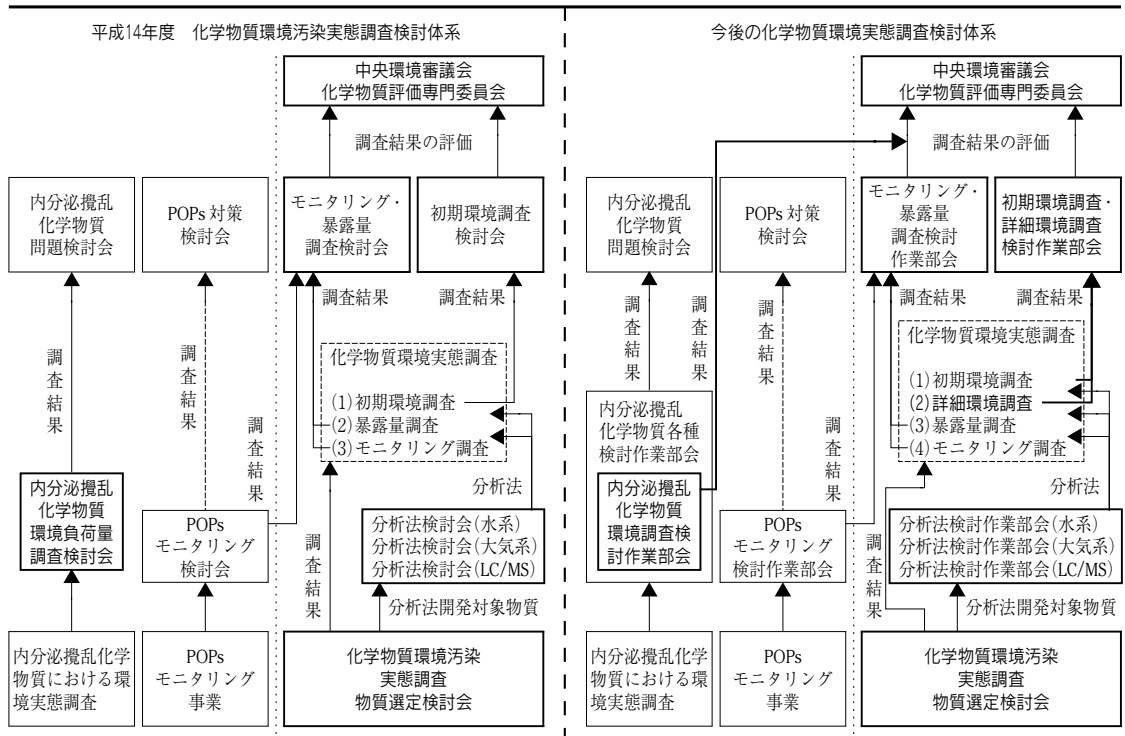 平成14年度　化学物質環境汚染実態調査検討体系
中央環境審議会
化学物質評価専門委員会
調査結果の評価
内分泌攪乱
化学物質
問題検討会
POPs 対策
検討会
モニタリング・
暴露量
調査検討会
初期環境調査
検討会
調査結果
調査結果
調査結果
調査結果
調査結果
化学物質環境実態調査
(1)初期環境調査
(2)暴露量調査
(3)モニタリング調査
分析法
内分泌攪乱
化学物質
環境負荷量
調査検討会
POPs
モニタリング
検討会
調査結果
分析法検討会(水系)
分析法検討会(大気系)
分析法検討会(LC/MS)
分析法開発対象物質
内分泌攪乱化学
物質における環
境実態調査
POPs
モニタリング
事業
化学物質環境汚染
実態調査
物質選定検討会
今後の化学物質環境実態調査検討体系
中央環境審議会
化学物質評価専門委員会
調査結果の評価
内分泌攪乱
化学物質
問題検討会
POPs 対策
検討会
モニタリング・
暴露量
調査検討
作業部会
初期環境調査・
詳細環境調査
検討作業部会
調査結果
調査結果
調査結果
調査結果
調査結果
調査結果
化学物質環境実態調査
(1)初期環境調査
(2)詳細環境調査
(3)暴露量調査
(4)モニタリング調査
分析法
内分泌攪乱
化学物質各種
検討作業部会
内分泌攪乱
化学物質
環境調査検
討作業部会
POPs
モニタリング
検討作業部会
調査結果
分析法検討作業部会(水系)
分析法検討作業部会(大気系)
分析法検討作業部会(LC/MS)
分析法開発対象物質
内分泌攪乱化学
物質における環
境実態調査
POPs
モニタリング
事業
化学物質環境汚染
実態調査
物質選定検討会